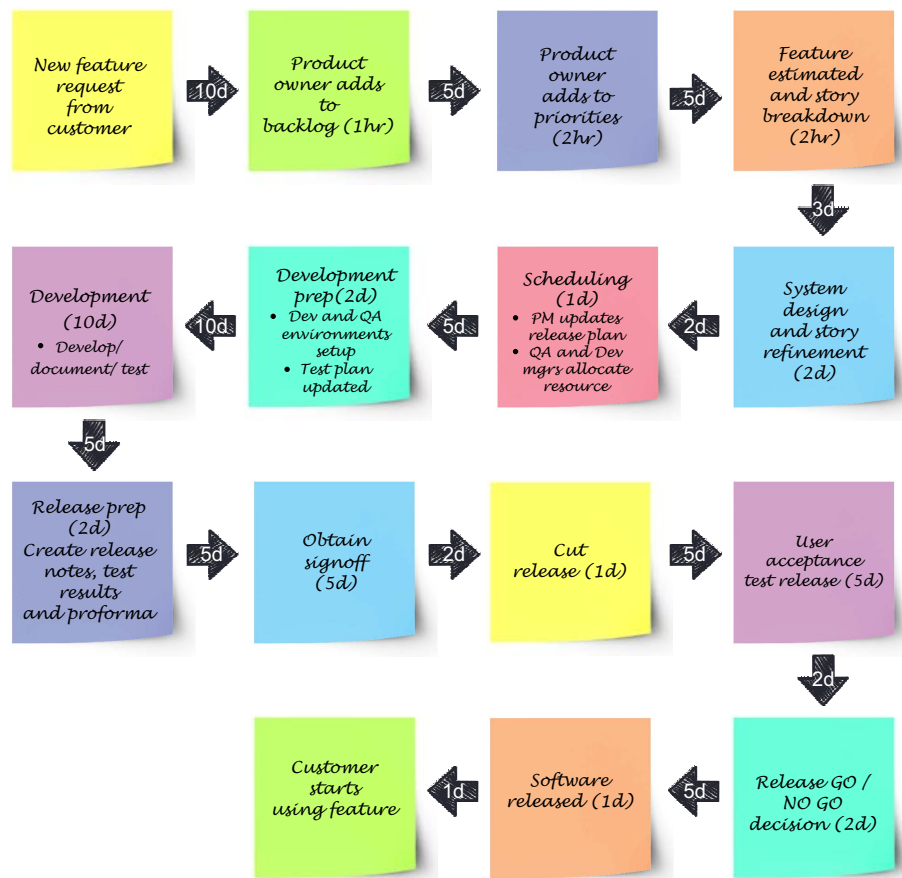 New feature
request
from
customer
10d
Product
owner adds
to
backlog (1hr)
5d
Product
owner
adds to
priorities
(2hr)
5d
Feature
estimated
and story
breakdown
(2hr)
3d
System
design
and story
refinement
(2d)
2d
Scheduling
(1d)
• PM updates
release plan
• QA and Dev
mgrs allocate
resource
5d
Development
prep(2d)
• Dev and QA
environments
setup
• Test plan
updated
10d
Development
(10d)
• Develop/
document/ test
5d
Release prep
(2d)
Create release
notes, test
results
and proforma
5d
Obtain
signoff
(5d)
2d
Cut
release (1d)
5d
User
acceptance
test release (5d)
2d
Release GO /
NO GO
decision (2d)
5d
Software
released (1d)
1d
Customer
starts
using feature